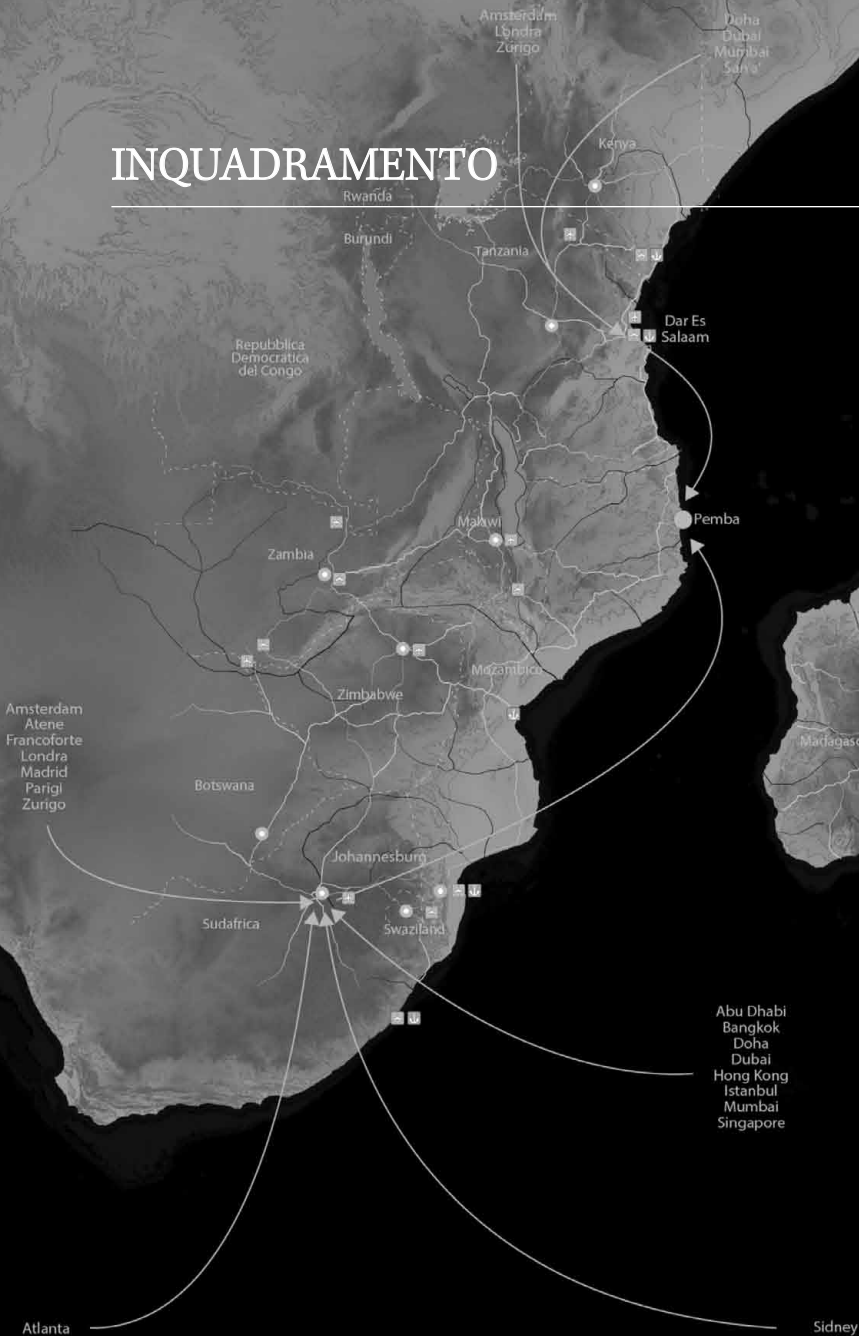 Amsterdam
Londra
Zurigo
Doha
Dubai
Mumbai
San'a'
Kenya
INQUADRAMENTO
Rwanda
Burundi
Tanzania
Dar Es
Salaam
Repubblica
Democratica
del Congo
Pemba
Malawi
Zambia
Mozambico
Zimbabwe
Amsterdam
Atene
Francoforte
Londra
Madrid
Parigi
Zurigo
Madagasc
Botswana
Johannesburg
Sudafrica
Swaziland
Abu Dhabi
Bangkok
Doha
Dubai
Hong Kong
Istanbul
Mumbai
Singapore
Atlanta
Sidney